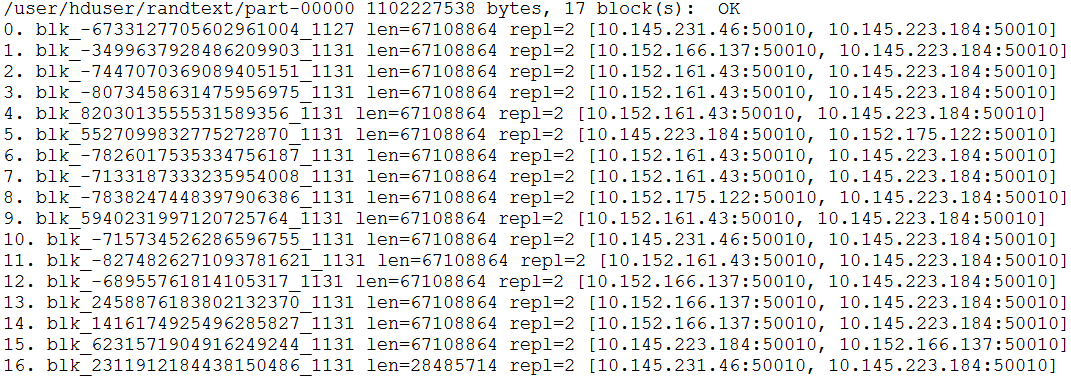 /user/hduser/randtext/part-00000 1102227538 bytes, 17 block(s):  OK
0. blk_-6733127705602961004_1127 len=67108864 repl=2 [10.145.231.46:50010, 10.145.223.184:50010]
1. blk_-3499637928486209903_1131 len=67108864 repl=2 [10.152.166.137:50010, 10.145.223.184:50010]
2. blk_-7447070369089405151_1131 len=67108864 repl=2 [10.152.161.43:50010, 10.145.223.184:50010]
3. blk_-8073458631475956975_1131 len=67108864 repl=2 [10.152.161.43:50010, 10.145.223.184:50010]
4. blk_8203013555531589356_1131 len=67108864 repl=2 [10.152.161.43:50010, 10.145.223.184:50010]
5. blk_5527099832775272870_1131 len=67108864 repl=2 [10.145.223.184:50010, 10.152.175.122:50010]
6. blk_-7826017535334756187_1131 len=67108864 repl=2 [10.152.161.43:50010, 10.145.223.184:50010]
7. blk_-7133187333235954008_1131 len=67108864 repl=2 [10.152.161.43:50010, 10.145.223.184:50010]
8. blk_-7838247448397906386_1131 len=67108864 repl=2 [10.152.175.122:50010, 10.145.223.184:50010]
9. blk_5940231997120725764_1131 len=67108864 repl=2 [10.152.161.43:50010, 10.145.223.184:50010]
10. blk_-715734526286596755_1131 len=67108864 repl=2 [10.145.231.46:50010, 10.145.223.184:50010]
11. blk_-8274826271093781621_1131 len=67108864 repl=2 [10.152.161.43:50010, 10.145.223.184:50010]
12. blk_-68955761814105317_1131 len=67108864 repl=2 [10.152.166.137:50010, 10.145.223.184:50010]
13. blk_2458876183802132370_1131 len=67108864 repl=2 [10.152.166.137:50010, 10.145.223.184:50010]
14. blk_1416174925496285827_1131 len=67108864 repl=2 [10.152.166.137:50010, 10.145.223.184:50010]
15. blk_6231571904916249244_1131 len=67108864 repl=2 [10.145.223.184:50010, 10.152.166.137:50010]
16. blk_2311912184438150486_1131 len=28485714 repl=2 [10.145.231.46:50010, 10.145.223.184:50010]